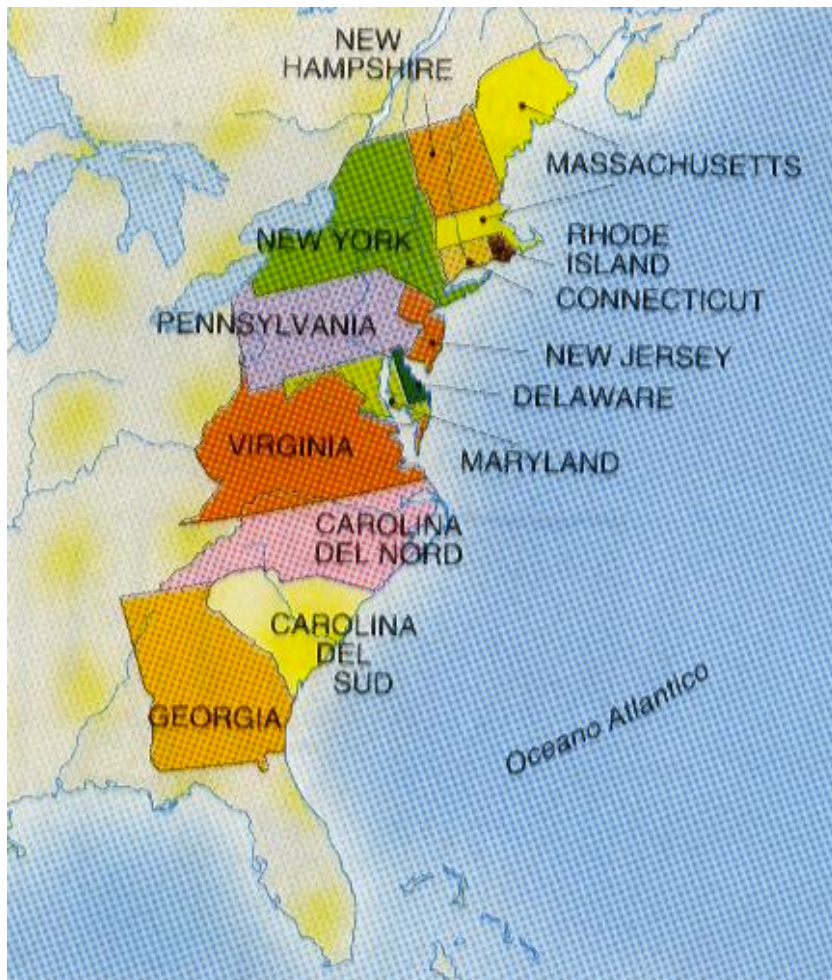 NEW
HAMPSHIRE
MASSACHUSETTS
NEW YORK
RHODE
ISLAND
CONNECTICUT
PENNSYLVANIA
NEW JERSEY
DELAWARE
VIRGINIA
MARYLAND
CAROLINA
DEL NORD
CAROLINA
DEL
SUD
GEORGIA
Oceano Atlantico